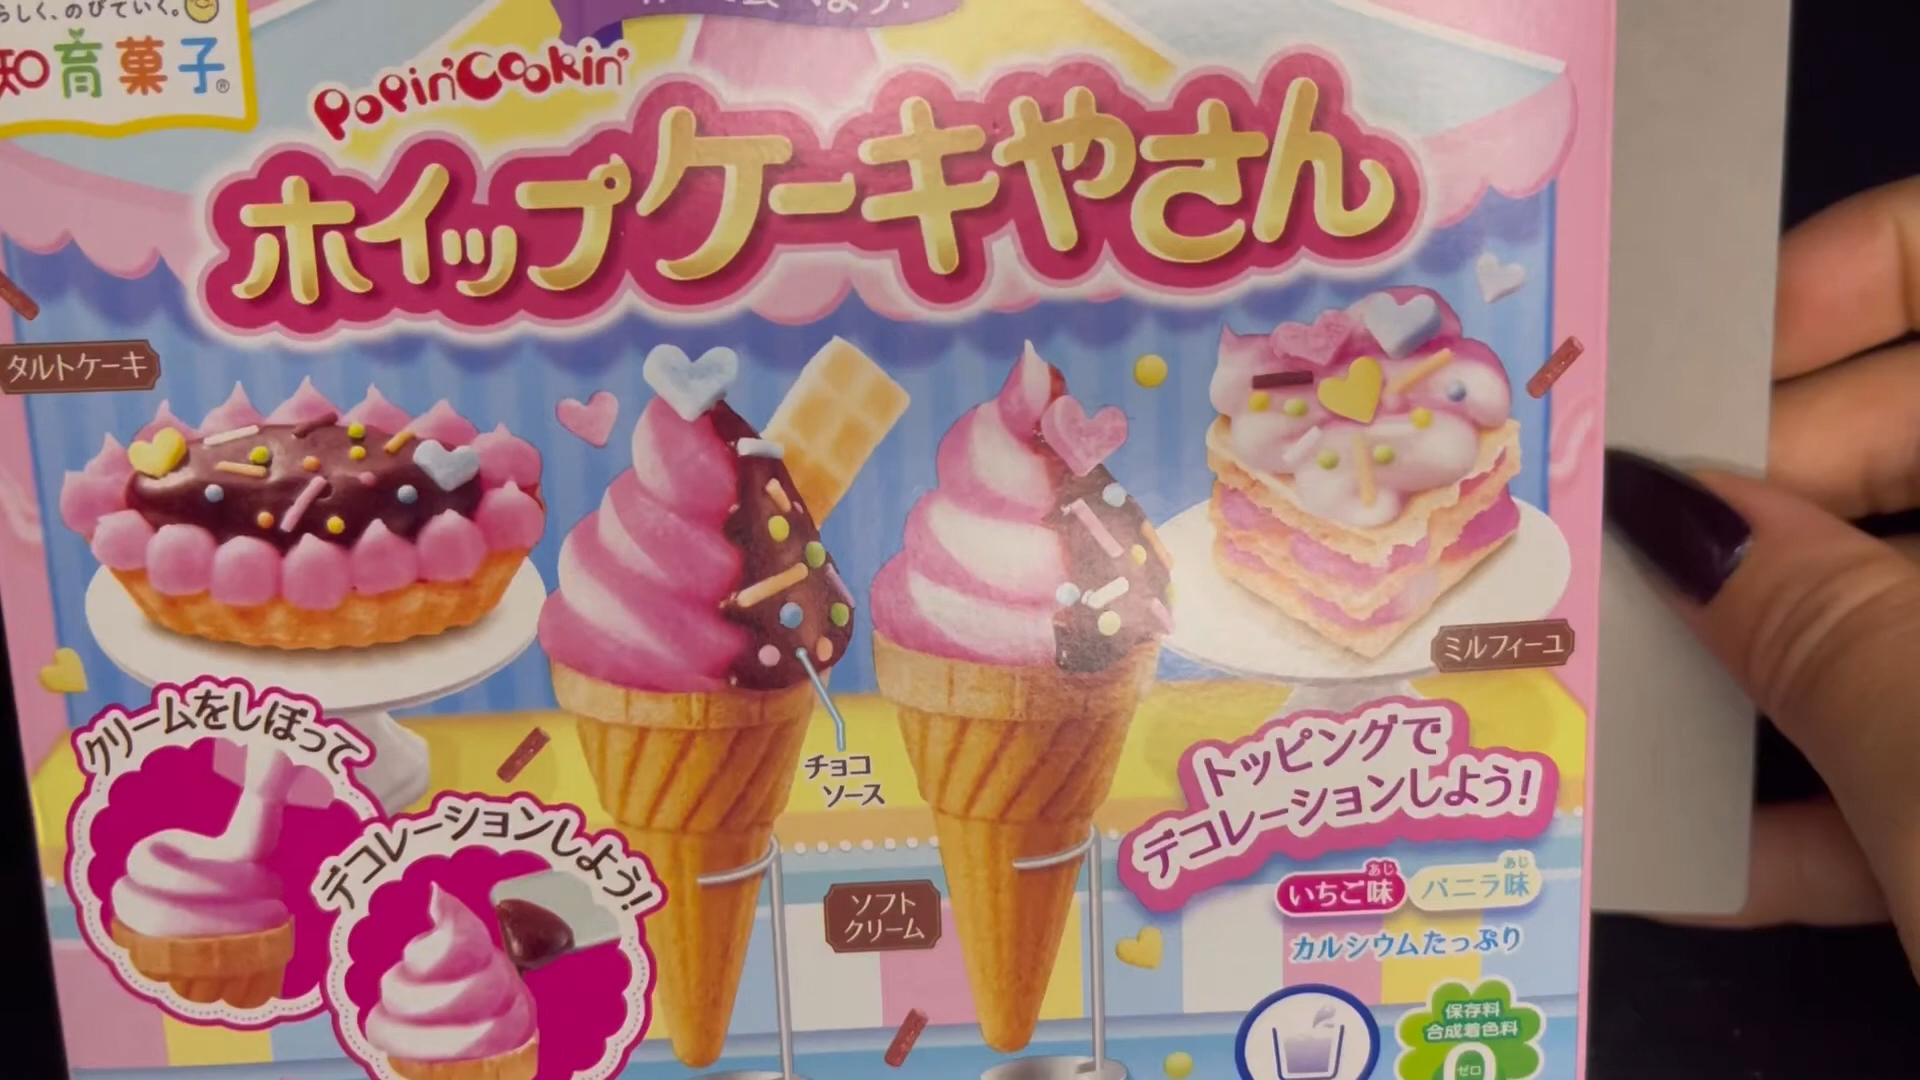 のびていく。
知育菓子®
Popin'Cookin'
ホイップケーキやさん
タルトケーキ
ミルフィーユ
クリームをしぼって
デコレーションしよう!
チョコ
ソース
ソフト
クリーム
トッピングで
デコレーションしよう!
いちご味
あじ
バニラ味
あじ
カルシウムたっぷり
保存料
合成着色料
0
ゼロ